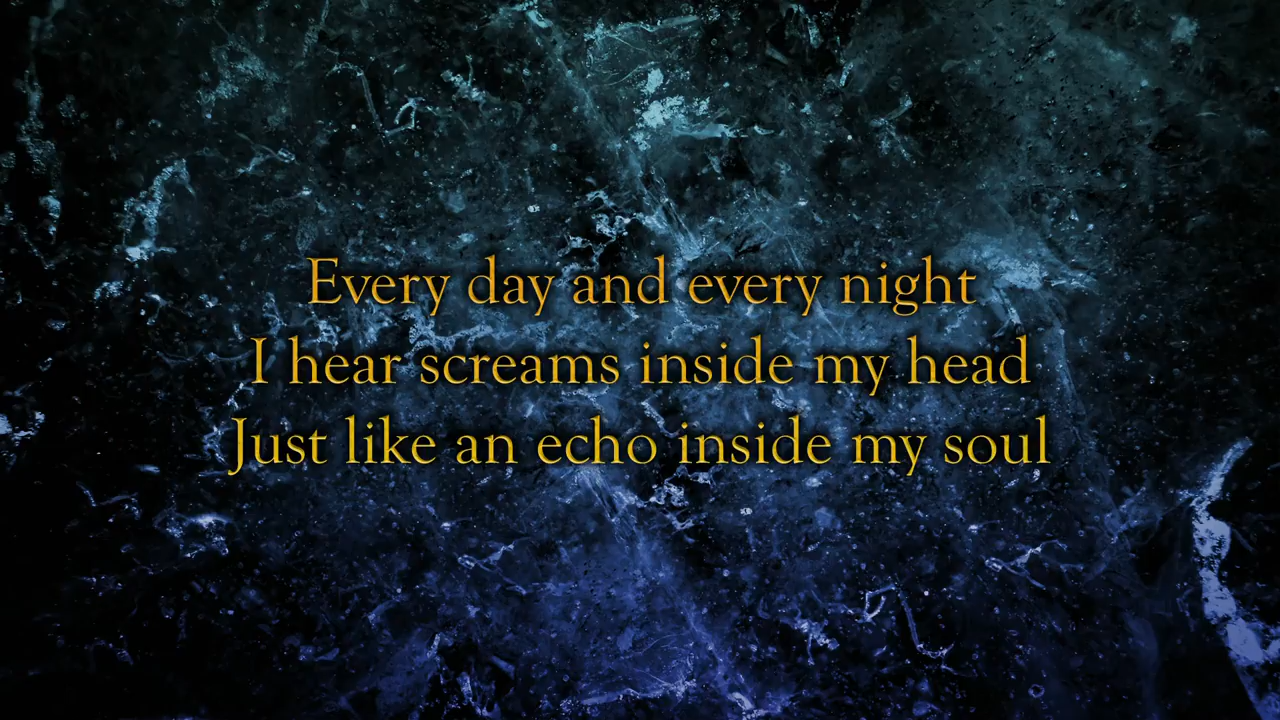 Every day and every night
I hear screams inside my head
Just like an echo inside my soul